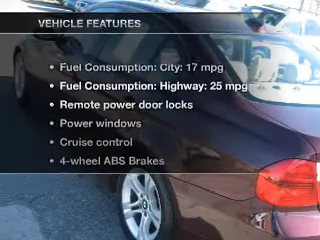 VEHICLE FEATURES
• Fuel Consumption: City: 17 mpg
• Fuel Consumption: Highway: 25 mpg
• Remote power door locks
• Power windows
• Cruise control
• 4-wheel ABS Brakes